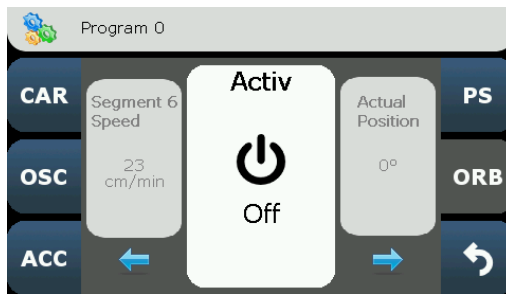 Program 0
CAR
OSC
ACC
Segment 6
Speed
23
cm/min
Activ
Off
Actual
Position
0°
PS
ORB